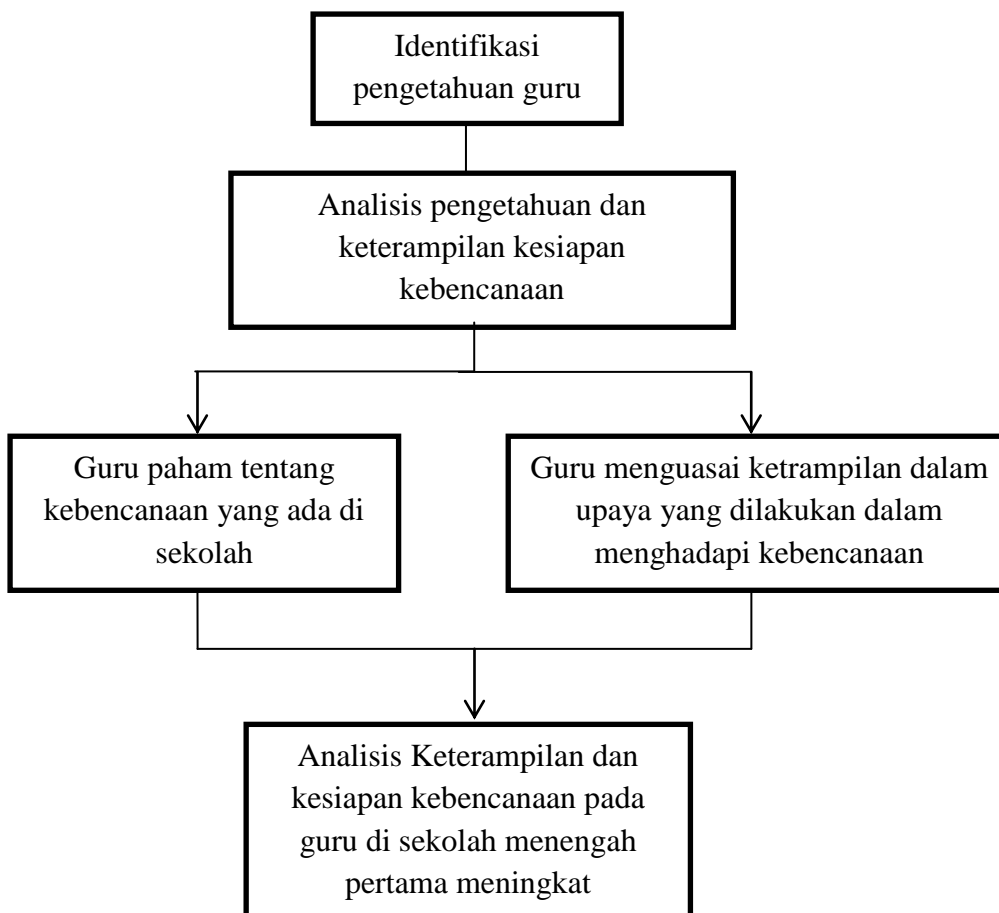 Identifikasi
pengetahuan guru
Analisis pengetahuan dan
keterampilan kesiapan
kebencanaan
Guru paham tentang
kebencanaan yang ada di
sekolah
Guru menguasai ketrampilan dalam
upaya yang dilakukan dalam
menghadapi kebencanaan
Analisis Keterampilan dan
kesiapan kebencanaan pada
guru di sekolah menengah
pertama meningkat